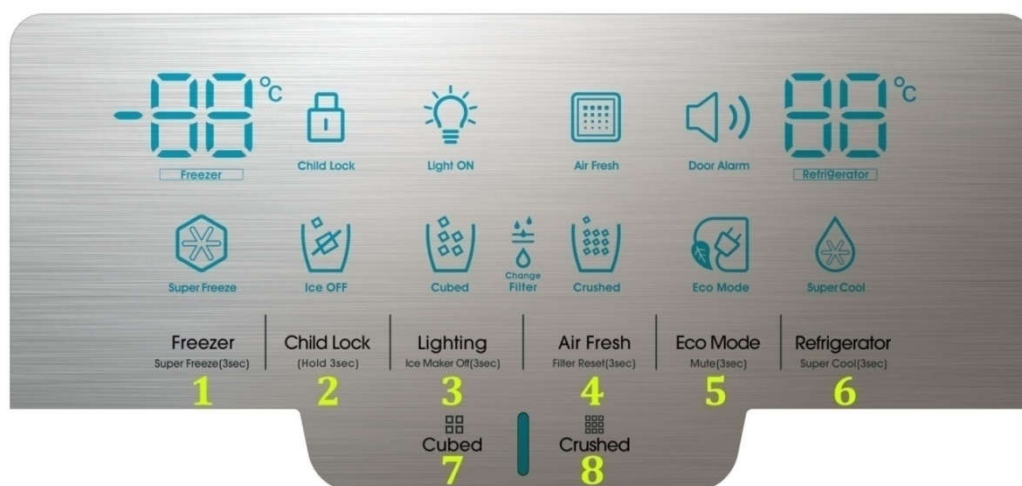 -88 °C
Freezer
Child Lock
Light ON
Air Fresh
Door Alarm
88 °C
Refrigerator
Super Freeze
Ice OFF
Cubed
Change
Filter
Crushed
Eco Mode
Super Cool
Freezer
Super Freeze(3sec)
1
Child Lock
(Hold 3sec)
2
Lighting
Ice Maker Off(3sec)
3
Air Fresh
Filter Reset(3sec)
4
Eco Mode
Mute(3sec)
5
Refrigerator
Super Cool(3sec)
6
Cubed
7
Crushed
8